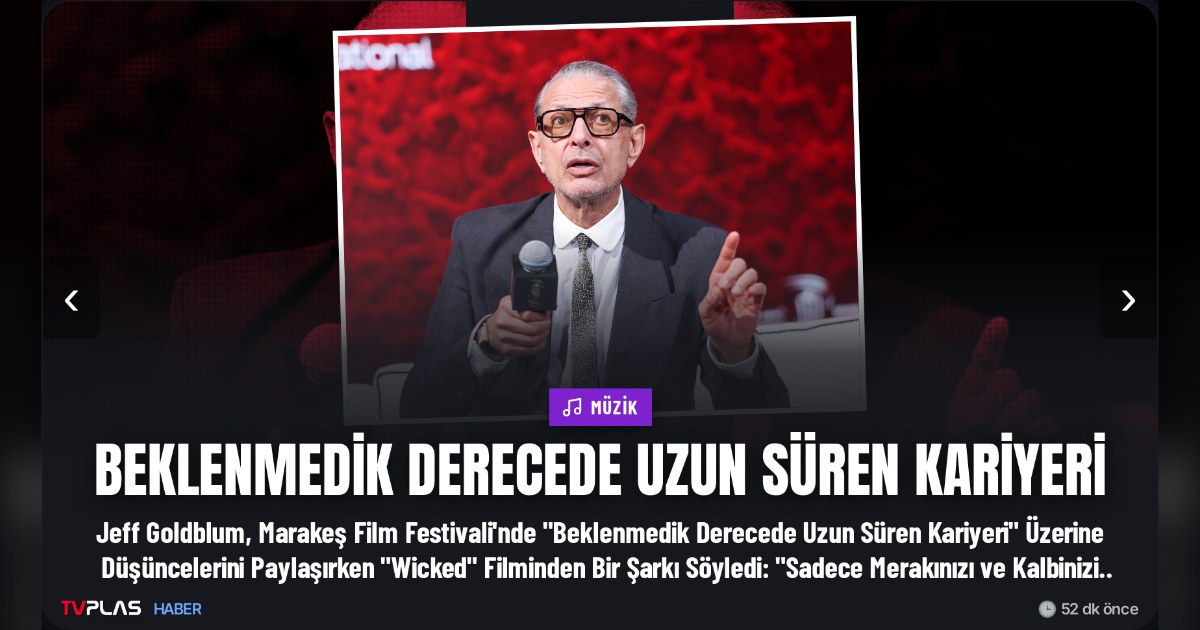 ational
‹
›
MÜZİK
BEKLENMEDİK DERECEDE UZUN SÜREN KARİYERİ
Jeff Goldblum, Marakeş Film Festivali'nde "Beklenmedik Derecede Uzun Süren Kariyeri" Üzerine
Düşüncelerini Paylaşırken "Wicked" Filminden Bir Şarkı Söyledi: "Sadece Merakınızı ve Kalbinizi..
TVPLAS HABER
52 dk önce